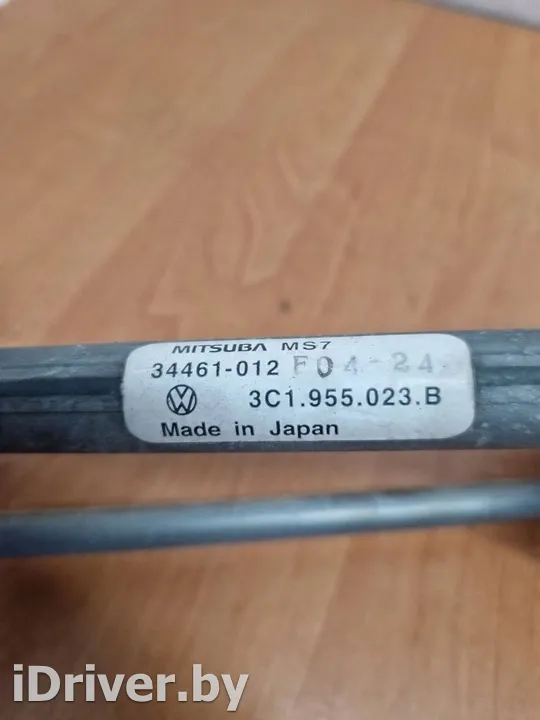 MITSUBA MS7
34461-012 F04-24
3C1.955.023.B
Made in Japan
iDriver.by